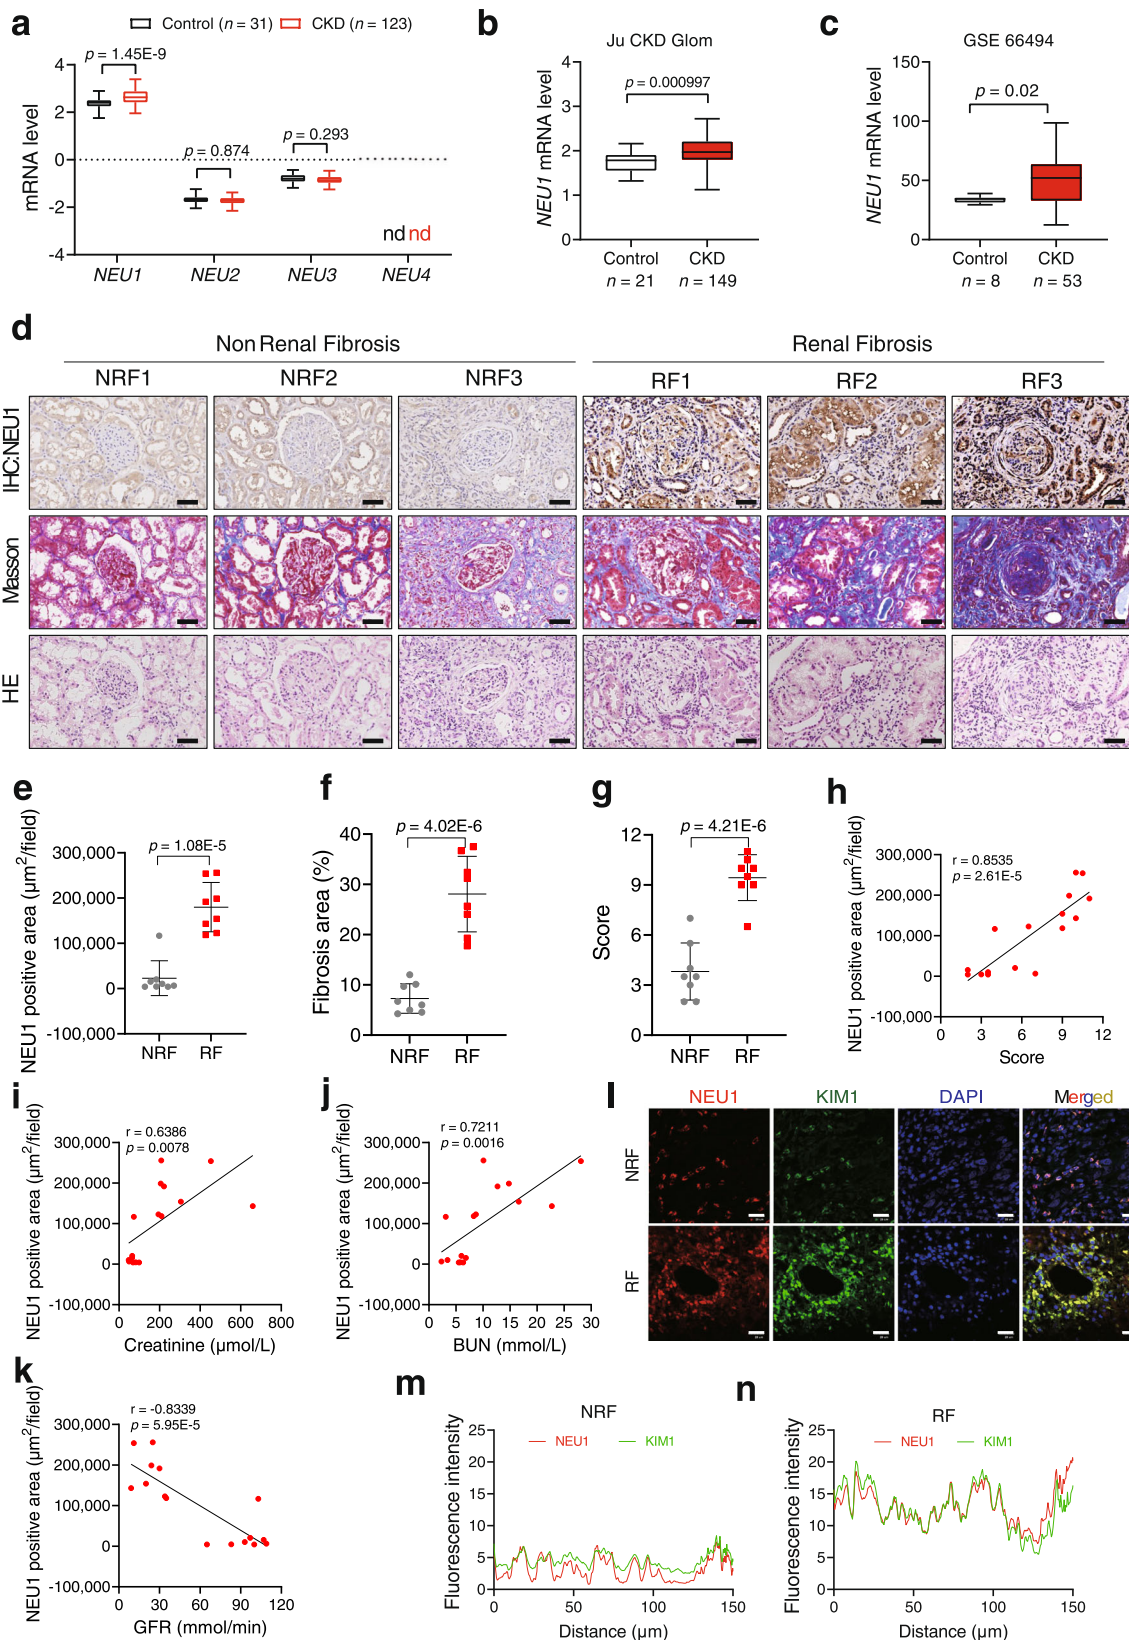 a
Control (n = 31)
CKD (n = 123)
p = 1.45E-9
p = 0.874
p = 0.293
mRNA level
4
2
0
-2
-4
nd nd
NEU1
NEU2
NEU3
NEU4
b
Ju CKD Glom
p = 0.000997
NEU1 mRNA level
4
3
2
1
0
Control
n = 21
CKD
n = 149
c
GSE 66494
p = 0.02
NEU1 mRNA level
150
100
50
0
Control
n = 8
CKD
n = 53
d
Non Renal Fibrosis
Renal Fibrosis
NRF1
NRF2
NRF3
RF1
RF2
RF3
IHC:NEU1
Masson
HE
e
NEU1 positive area (µm²/field)
p = 1.08E-5
300,000
200,000
100,000
0
-100,000
NRF
RF
f
Fibrosis area (%)
p = 4.02E-6
40
30
20
10
0
NRF
RF
g
Score
p = 4.21E-6
12
9
6
3
0
NRF
RF
h
NEU1 positive area (µm²/field)
r = 0.8535
p = 2.61E-5
300,000
200,000
100,000
0
-100,000
0
3
6
9
12
Score
i
NEU1 positive area (µm²/field)
r = 0.6386
p = 0.0078
300,000
200,000
100,000
0
-100,000
0
200
400
600
800
Creatinine (µmol/L)
j
NEU1 positive area (µm²/field)
r = 0.7211
p = 0.0016
300,000
200,000
100,000
0
-100,000
0
5
10
15
20
25
30
BUN (mmol/L)
l
NEU1
KIM1
DAPI
Merged
NRF
RF
k
NEU1 positive area (µm²/field)
r = -0.8339
p = 5.95E-5
300,000
200,000
100,000
0
-100,000
0
30
60
90
120
GFR (mmol/min)
m
NRF
NEU1
KIM1
Fluorescence intensity
25
20
15
10
5
0
0
50
100
150
Distance (µm)
n
RF
NEU1
KIM1
Fluorescence intensity
25
20
15
10
5
0
0
50
100
150
Distance (µm)